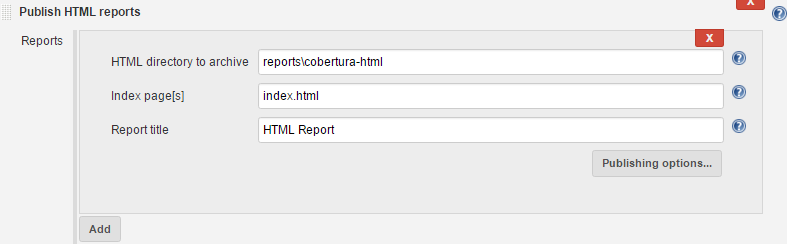 Publish HTML reports
X
Reports
X
HTML directory to archive reports\cobertura-html
Index page[s] index.html
Report title HTML Report
Publishing options...
Add